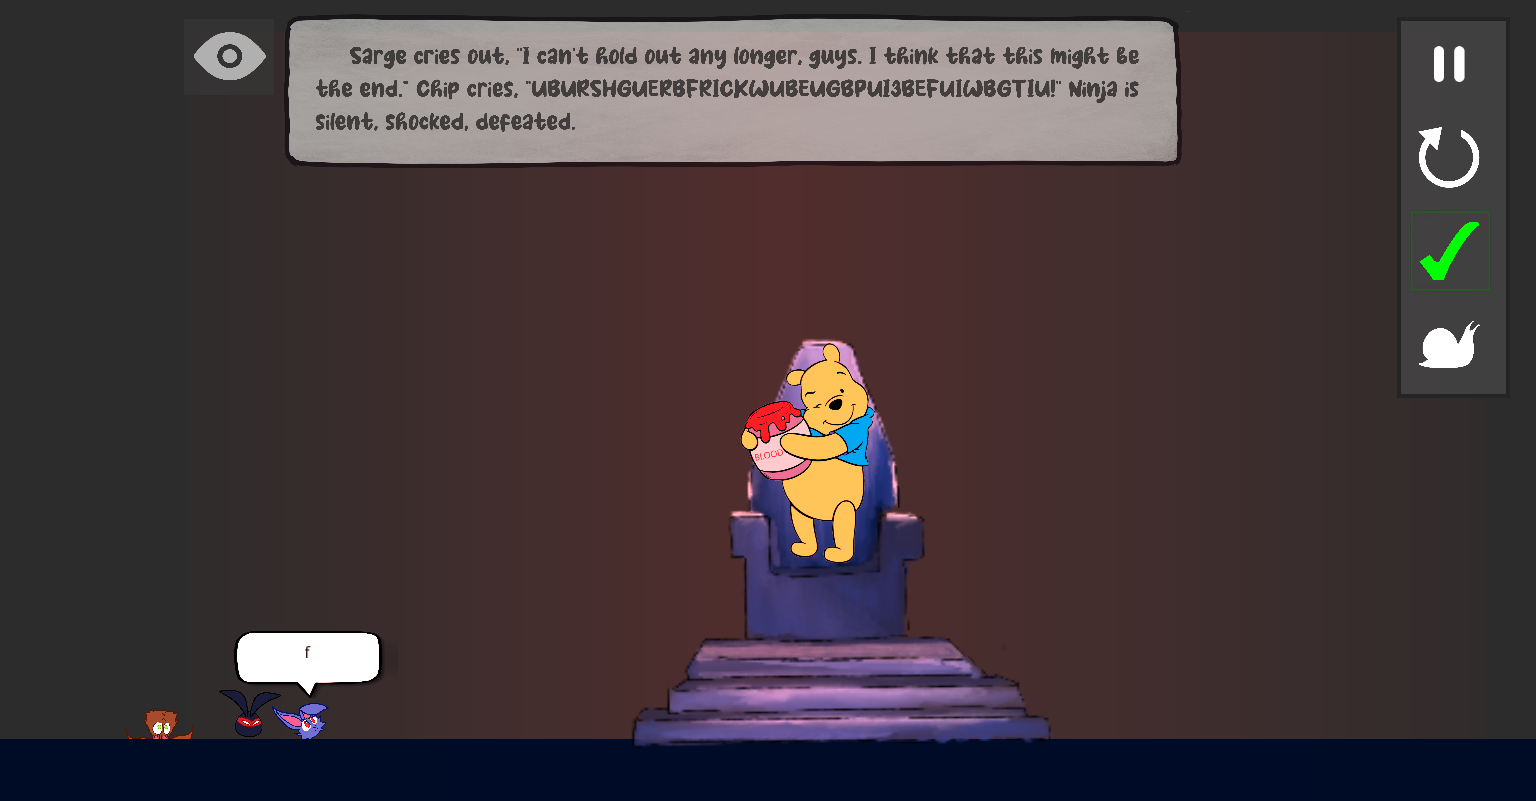 Sarge cries out, "I can't hold out any longer, guys. I think that this might be
the end." Chip cries, "UBURSHGUERBFRICKWUBEUGBPUI3BEFUIWBGTIU!" Ninja is
silent, shocked, defeated.
BLOOD
f